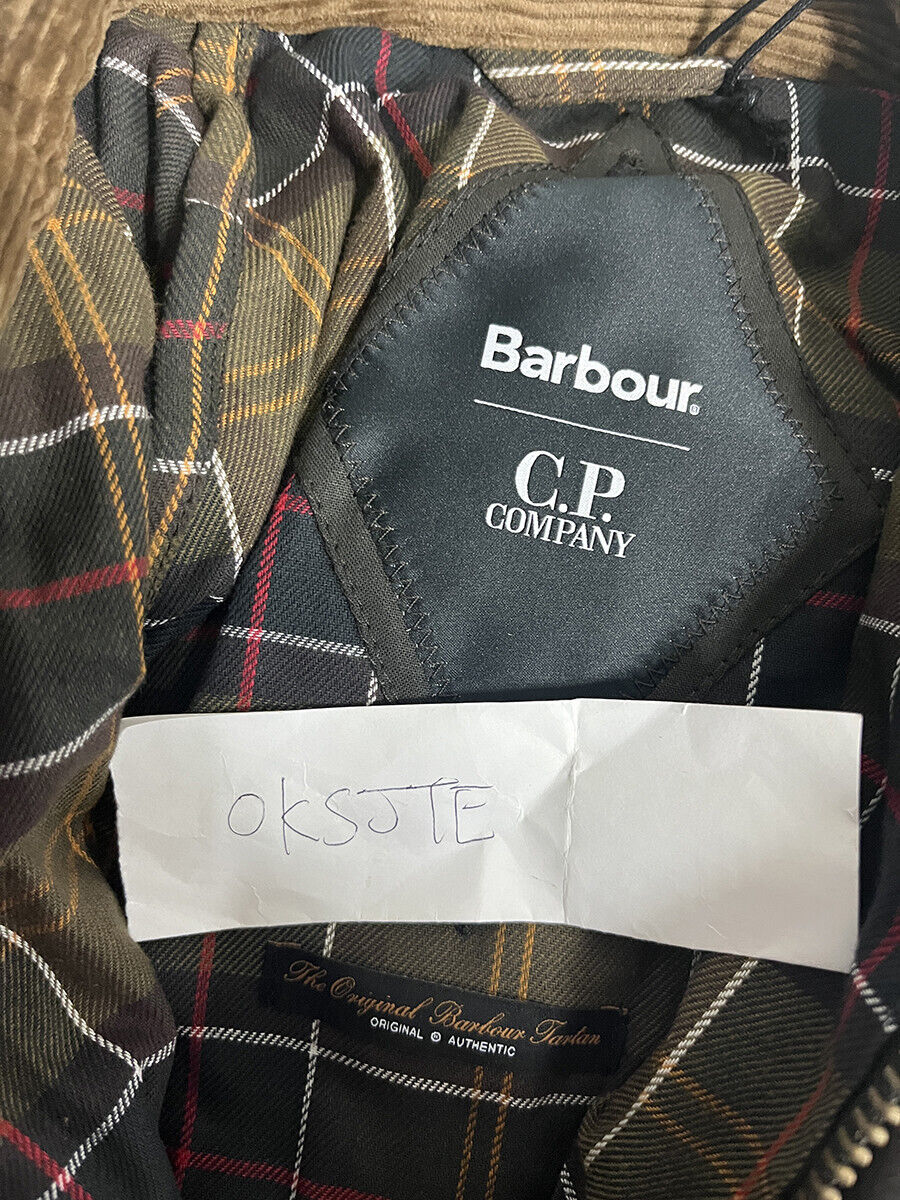 Barbour®
C.P.
COMPANY
OKSJTE
The Original Barbour Tartan
ORIGINAL © AUTHENTIC